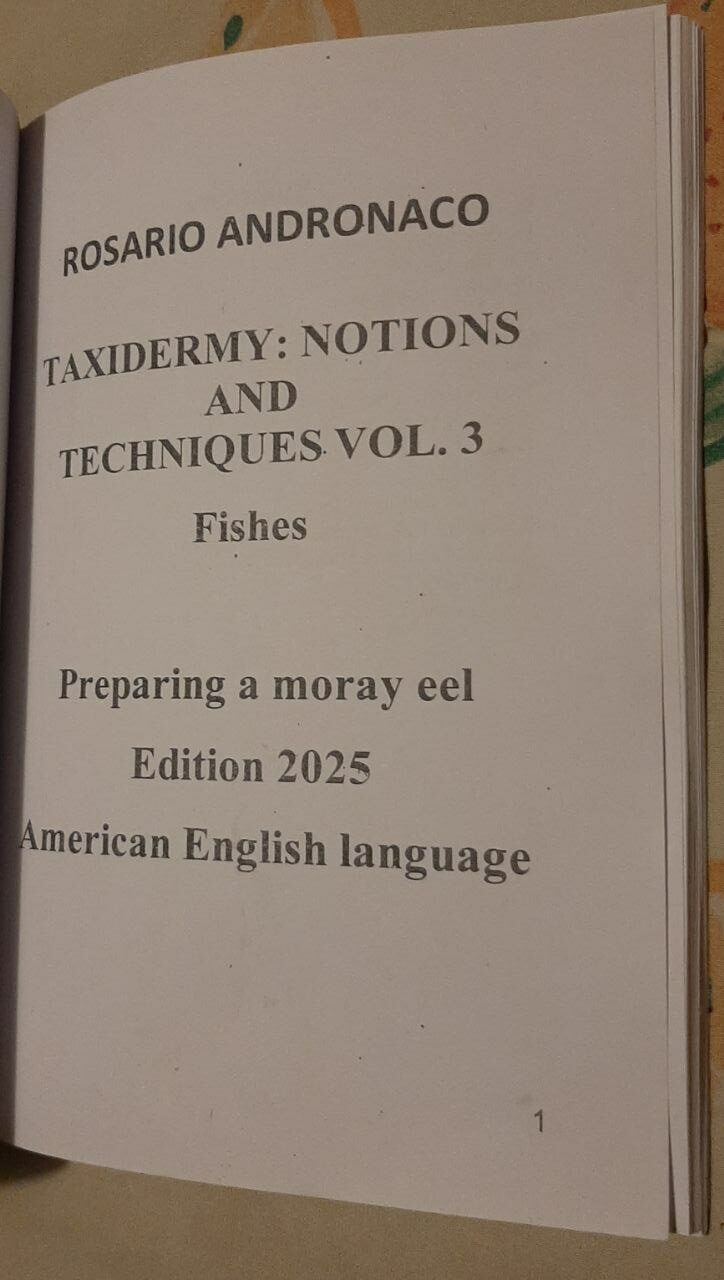 ROSARIO ANDRONACO
TAXIDERMY: NOTIONS
AND
TECHNIQUES VOL. 3
Fishes
Preparing a moray eel
Edition 2025
American English language
1